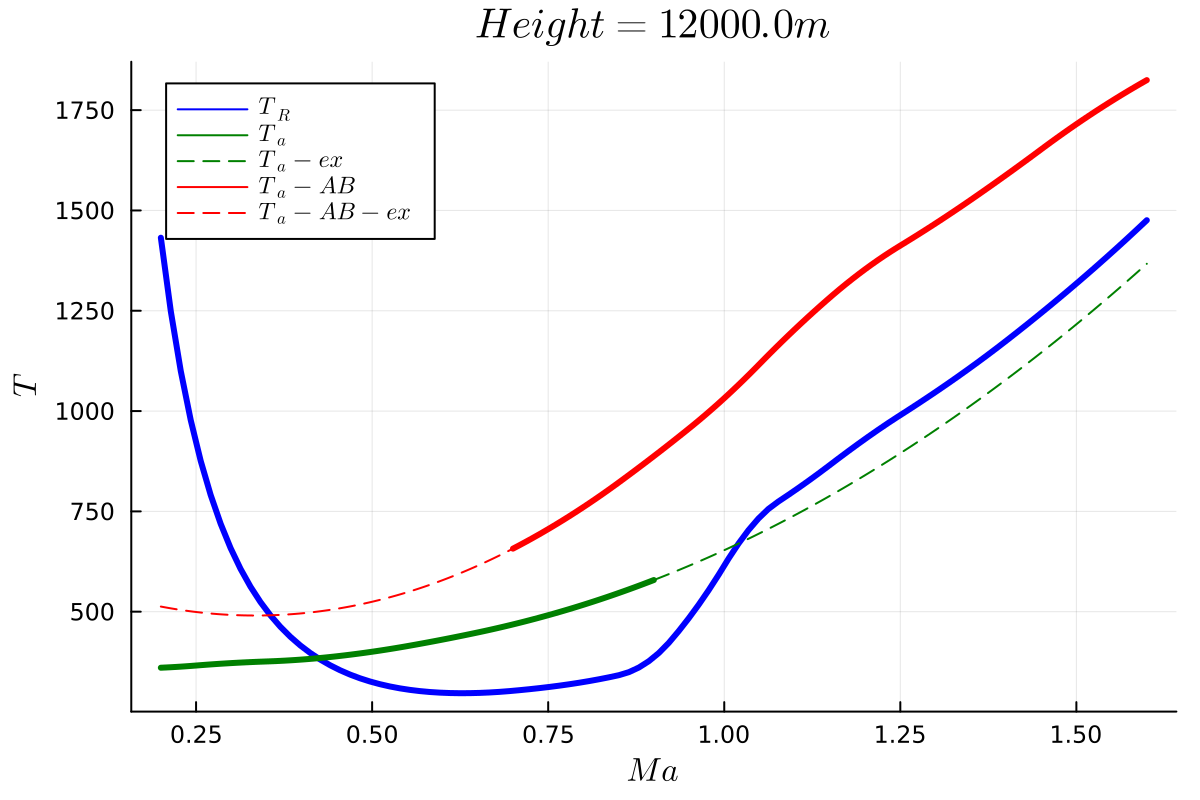 Height = 12000.0m
T_R
T_a
T_a − ex
T_a − AB
T_a − AB − ex
T
1750
1500
1250
1000
750
500
0.25 0.50 0.75 1.00 1.25 1.50
Ma